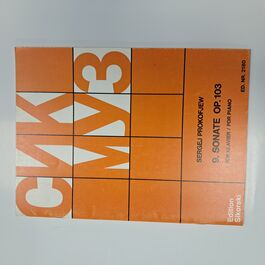 СИК
МУЗ
SERGEJ PROKOFJEW
9. SONATE OP. 103
FÜR KLAVIER / FOR PIANO
ED. NR. 2180
Edition
Sikorski